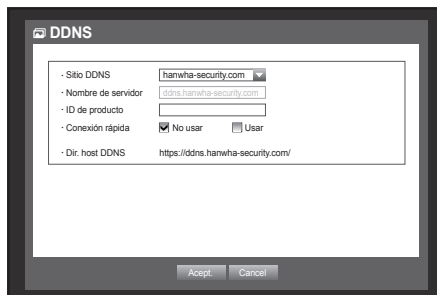 DDNS
· Sitio DDNS hanwha-security.com
· Nombre de servidor ddns.hanwha-security.com
· ID de producto
· Conexión rápida No usar Usar
· Dir. host DDNS https://ddns.hanwha-security.com/
Acept. Cancel